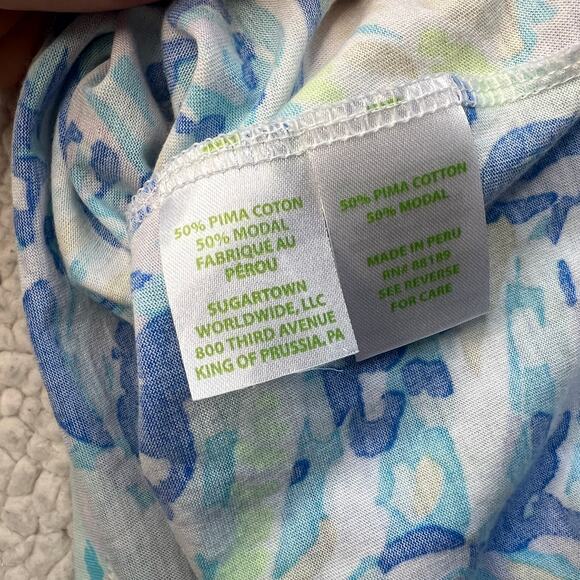 50% PIMA COTON
50% MODAL
FABRIQUÉ AU
PÉROU
SUGARTOWN
WORLDWIDE, LLC
800 THIRD AVENUE
KING OF PRUSSIA, PA
50% PIMA COTTON
50% MODAL
MADE IN PERU
RN# 88189
SEE REVERSE
FOR CARE